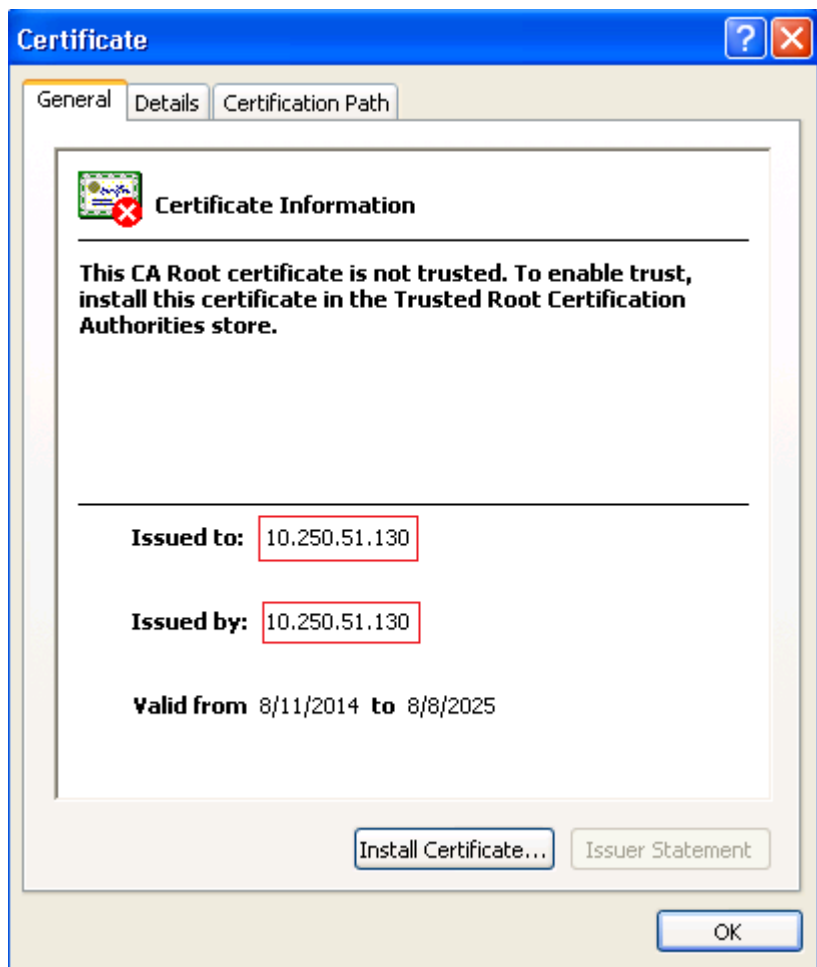 Certificate
General Details Certification Path
Certificate Information
This CA Root certificate is not trusted. To enable trust,
install this certificate in the Trusted Root Certification
Authorities store.
Issued to: 10.250.51.130
Issued by: 10.250.51.130
Valid from 8/11/2014 to 8/8/2025
Install Certificate... Issuer Statement
OK